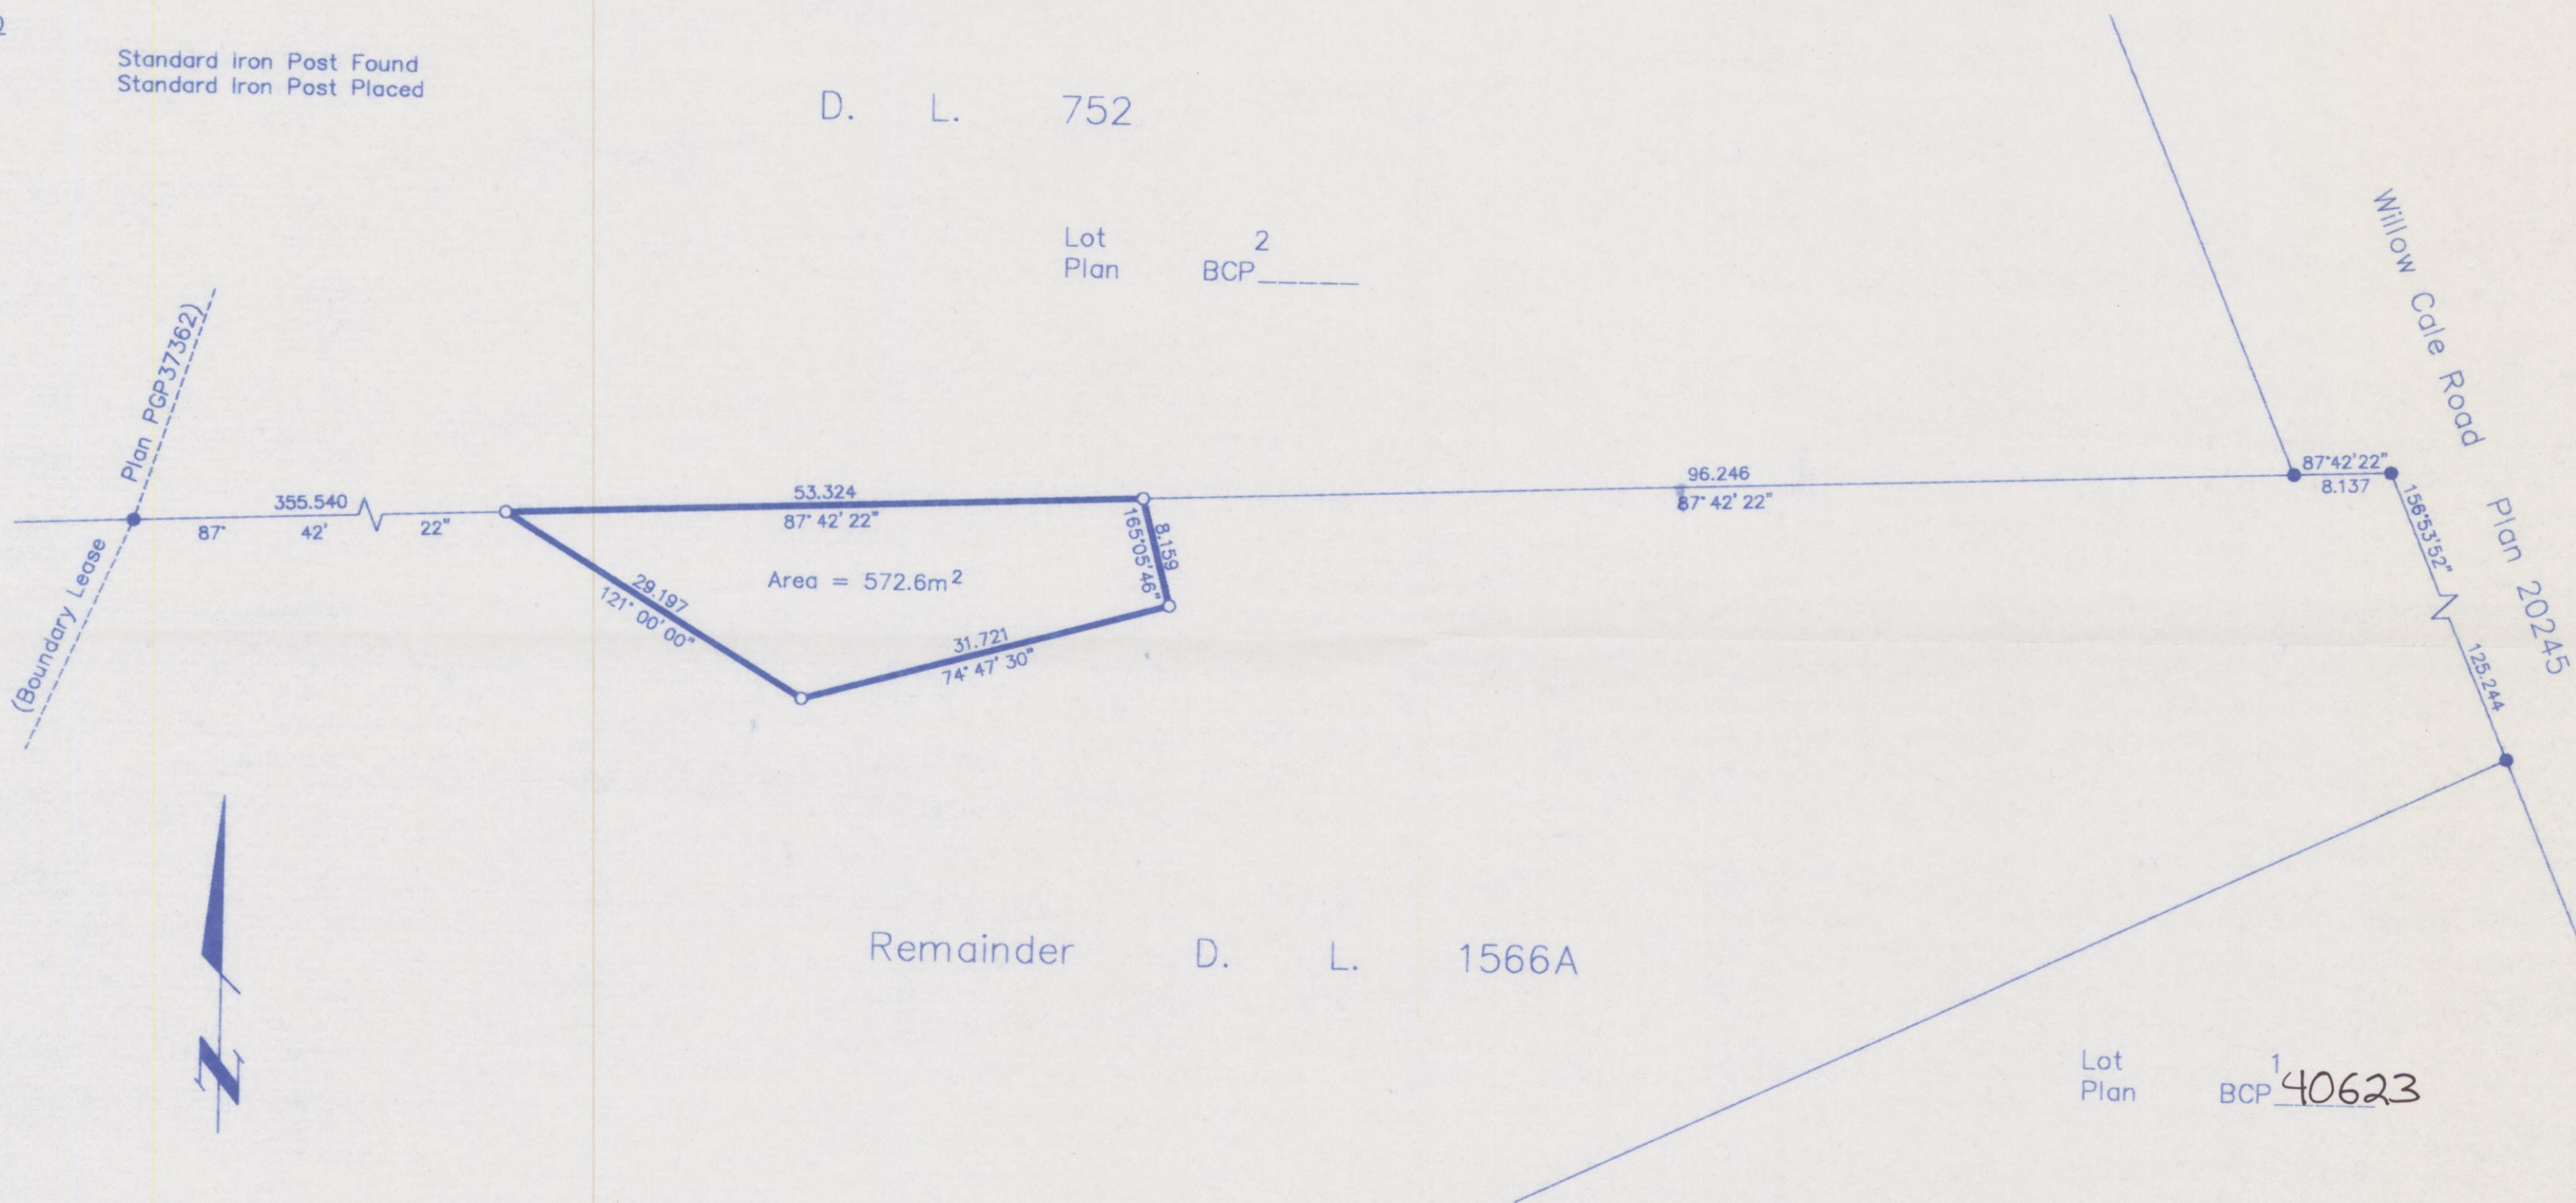 Standard Iron Post Found
Standard Iron Post Placed
D. L. 752
Lot 2
Plan BCP______
(Boundary Lease Plan PGP37362)
355.540
87° 42' 22"
53.324
87° 42' 22"
96.246
87° 42' 22"
87°42'22"
8.137
Willow Cale Road Plan 20245
156°53'52"
125.244
8.159
165°05'46"
Area = 572.6m²
29.197
121° 00' 00"
31.721
74° 47' 30"
Remainder D. L. 1566A
N
Lot 1
Plan BCP 40623